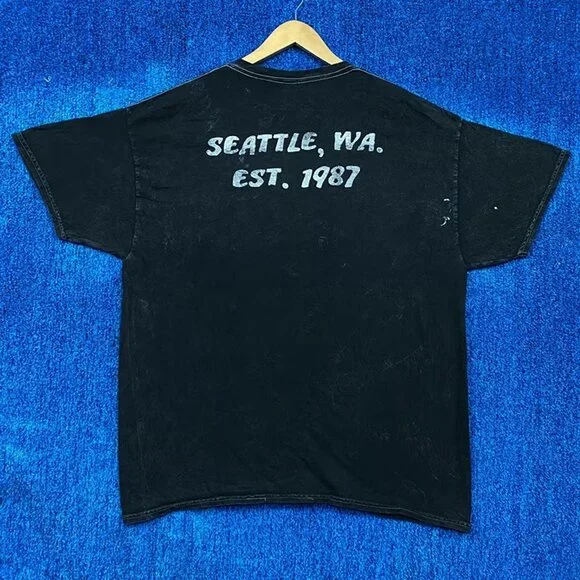 SEATTLE, WA.
EST. 1987